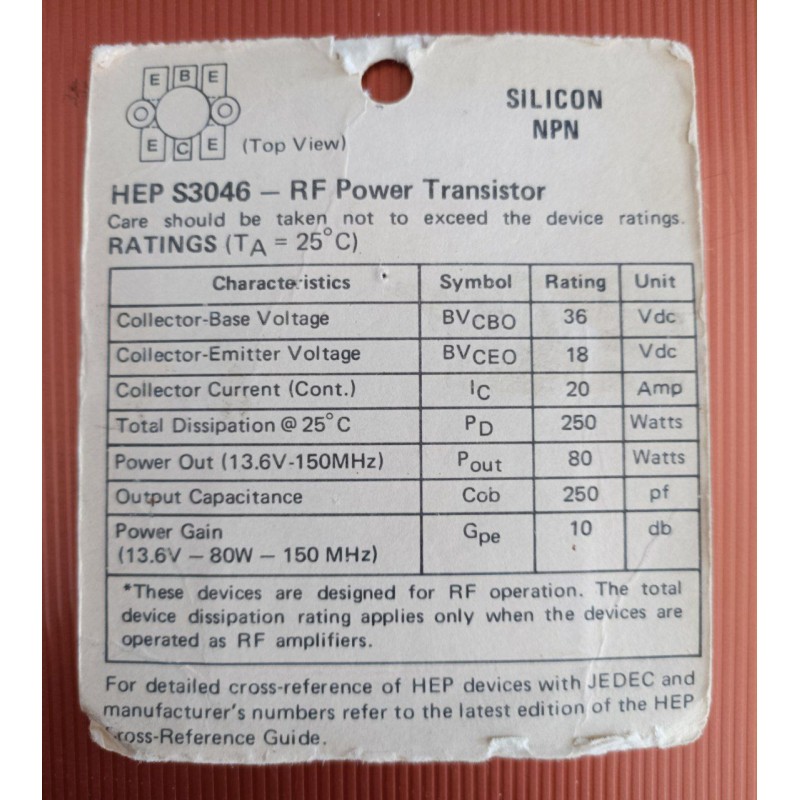 E B E
E C E
(Top View)
SILICON
NPN
HEP S3046 – RF Power Transistor
Care should be taken not to exceed the device ratings.
RATINGS (TA = 25°C)
Characteristics Symbol Rating Unit
Collector-Base Voltage BVCBO 36 Vdc
Collector-Emitter Voltage BVCEO 18 Vdc
Collector Current (Cont.) IC 20 Amp
Total Dissipation @ 25°C PD 250 Watts
Power Out (13.6V-150MHz) Pout 80 Watts
Output Capacitance Cob 250 pf
Power Gain Gpe 10 db
(13.6V – 80W – 150 MHz)
*These devices are designed for RF operation. The total
device dissipation rating applies only when the devices are
operated as RF amplifiers.
For detailed cross-reference of HEP devices with JEDEC and
manufacturer's numbers refer to the latest edition of the HEP
Cross-Reference Guide.